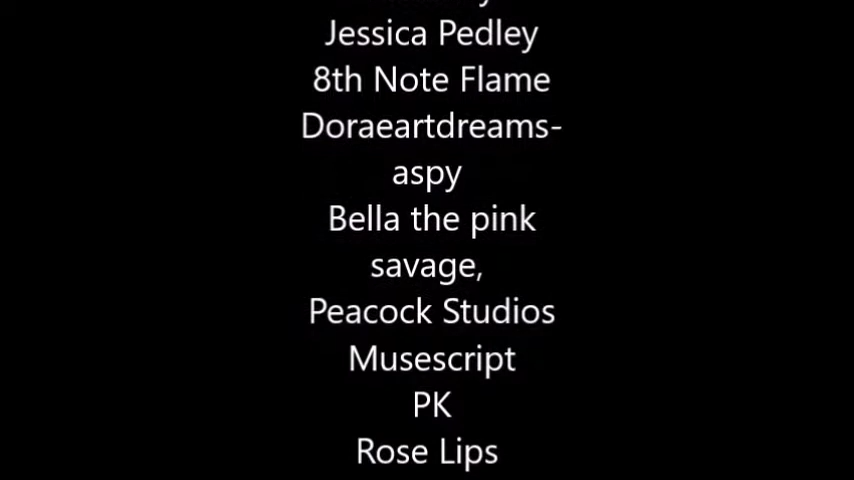 Jessica Pedley
8th Note Flame
Doraeartdreams-
aspy
Bella the pink
savage,
Peacock Studios
Musescript
PK
Rose Lips